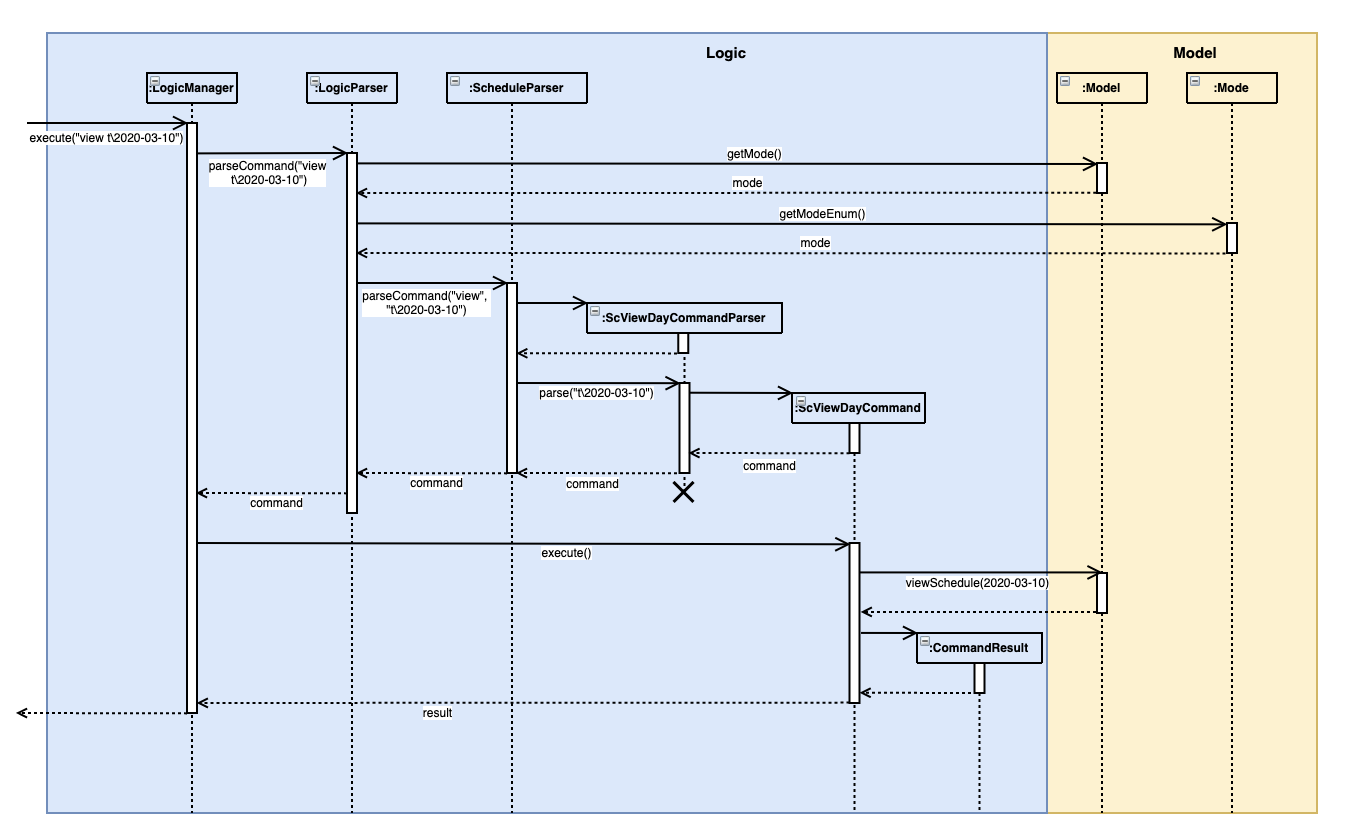 Logic
Model
:LogicManager
:LogicParser
:ScheduleParser
:Model
:Mode
execute("view t\2020-03-10")
parseCommand("view
t\2020-03-10")
getMode()
mode
getModeEnum()
mode
parseCommand("view",
"t\2020-03-10")
:ScViewDayCommandParser
parse("t\2020-03-10")
:ScViewDayCommand
command
command
command
command
execute()
viewSchedule(2020-03-10)
:CommandResult
result